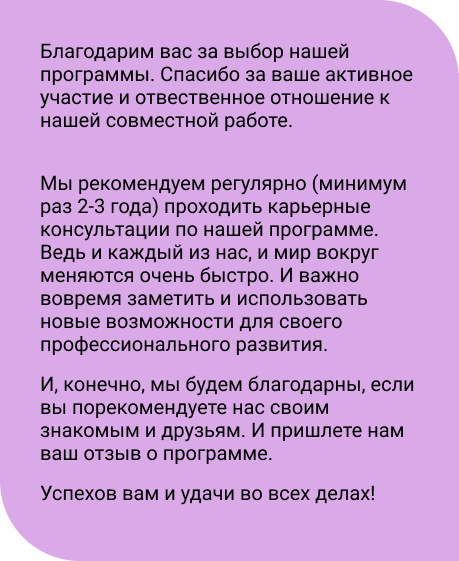 Благодарим вас за выбор нашей
программы. Спасибо за ваше активное
участие и отвественное отношение к
нашей совместной работе.
Мы рекомендуем регулярно (минимум
раз 2-3 года) проходить карьерные
консультации по нашей программе.
Ведь и каждый из нас, и мир вокруг
меняются очень быстро. И важно
вовремя заметить и использовать
новые возможности для своего
профессионального развития.
И, конечно, мы будем благодарны, если
вы порекомендуете нас своим
знакомым и друзьям. И пришлете нам
ваш отзыв о программе.
Успехов вам и удачи во всех делах!